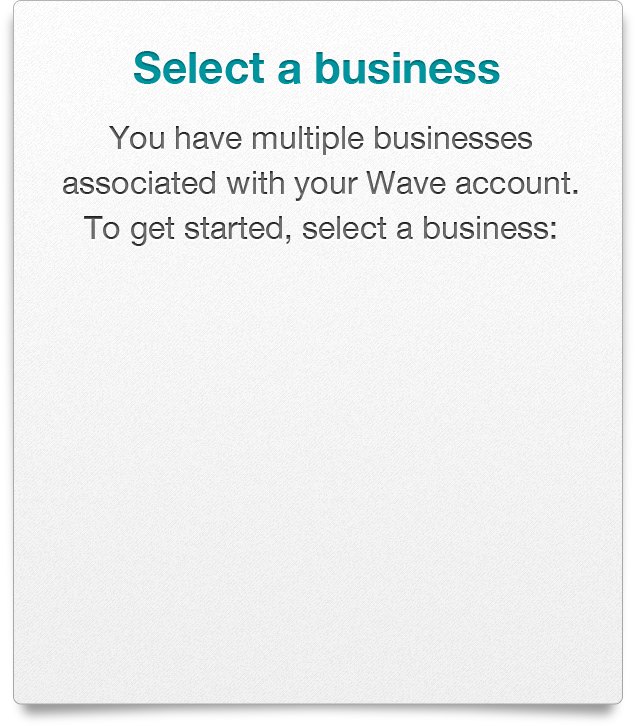 Select a business
You have multiple businesses
associated with your Wave account.
To get started, select a business: